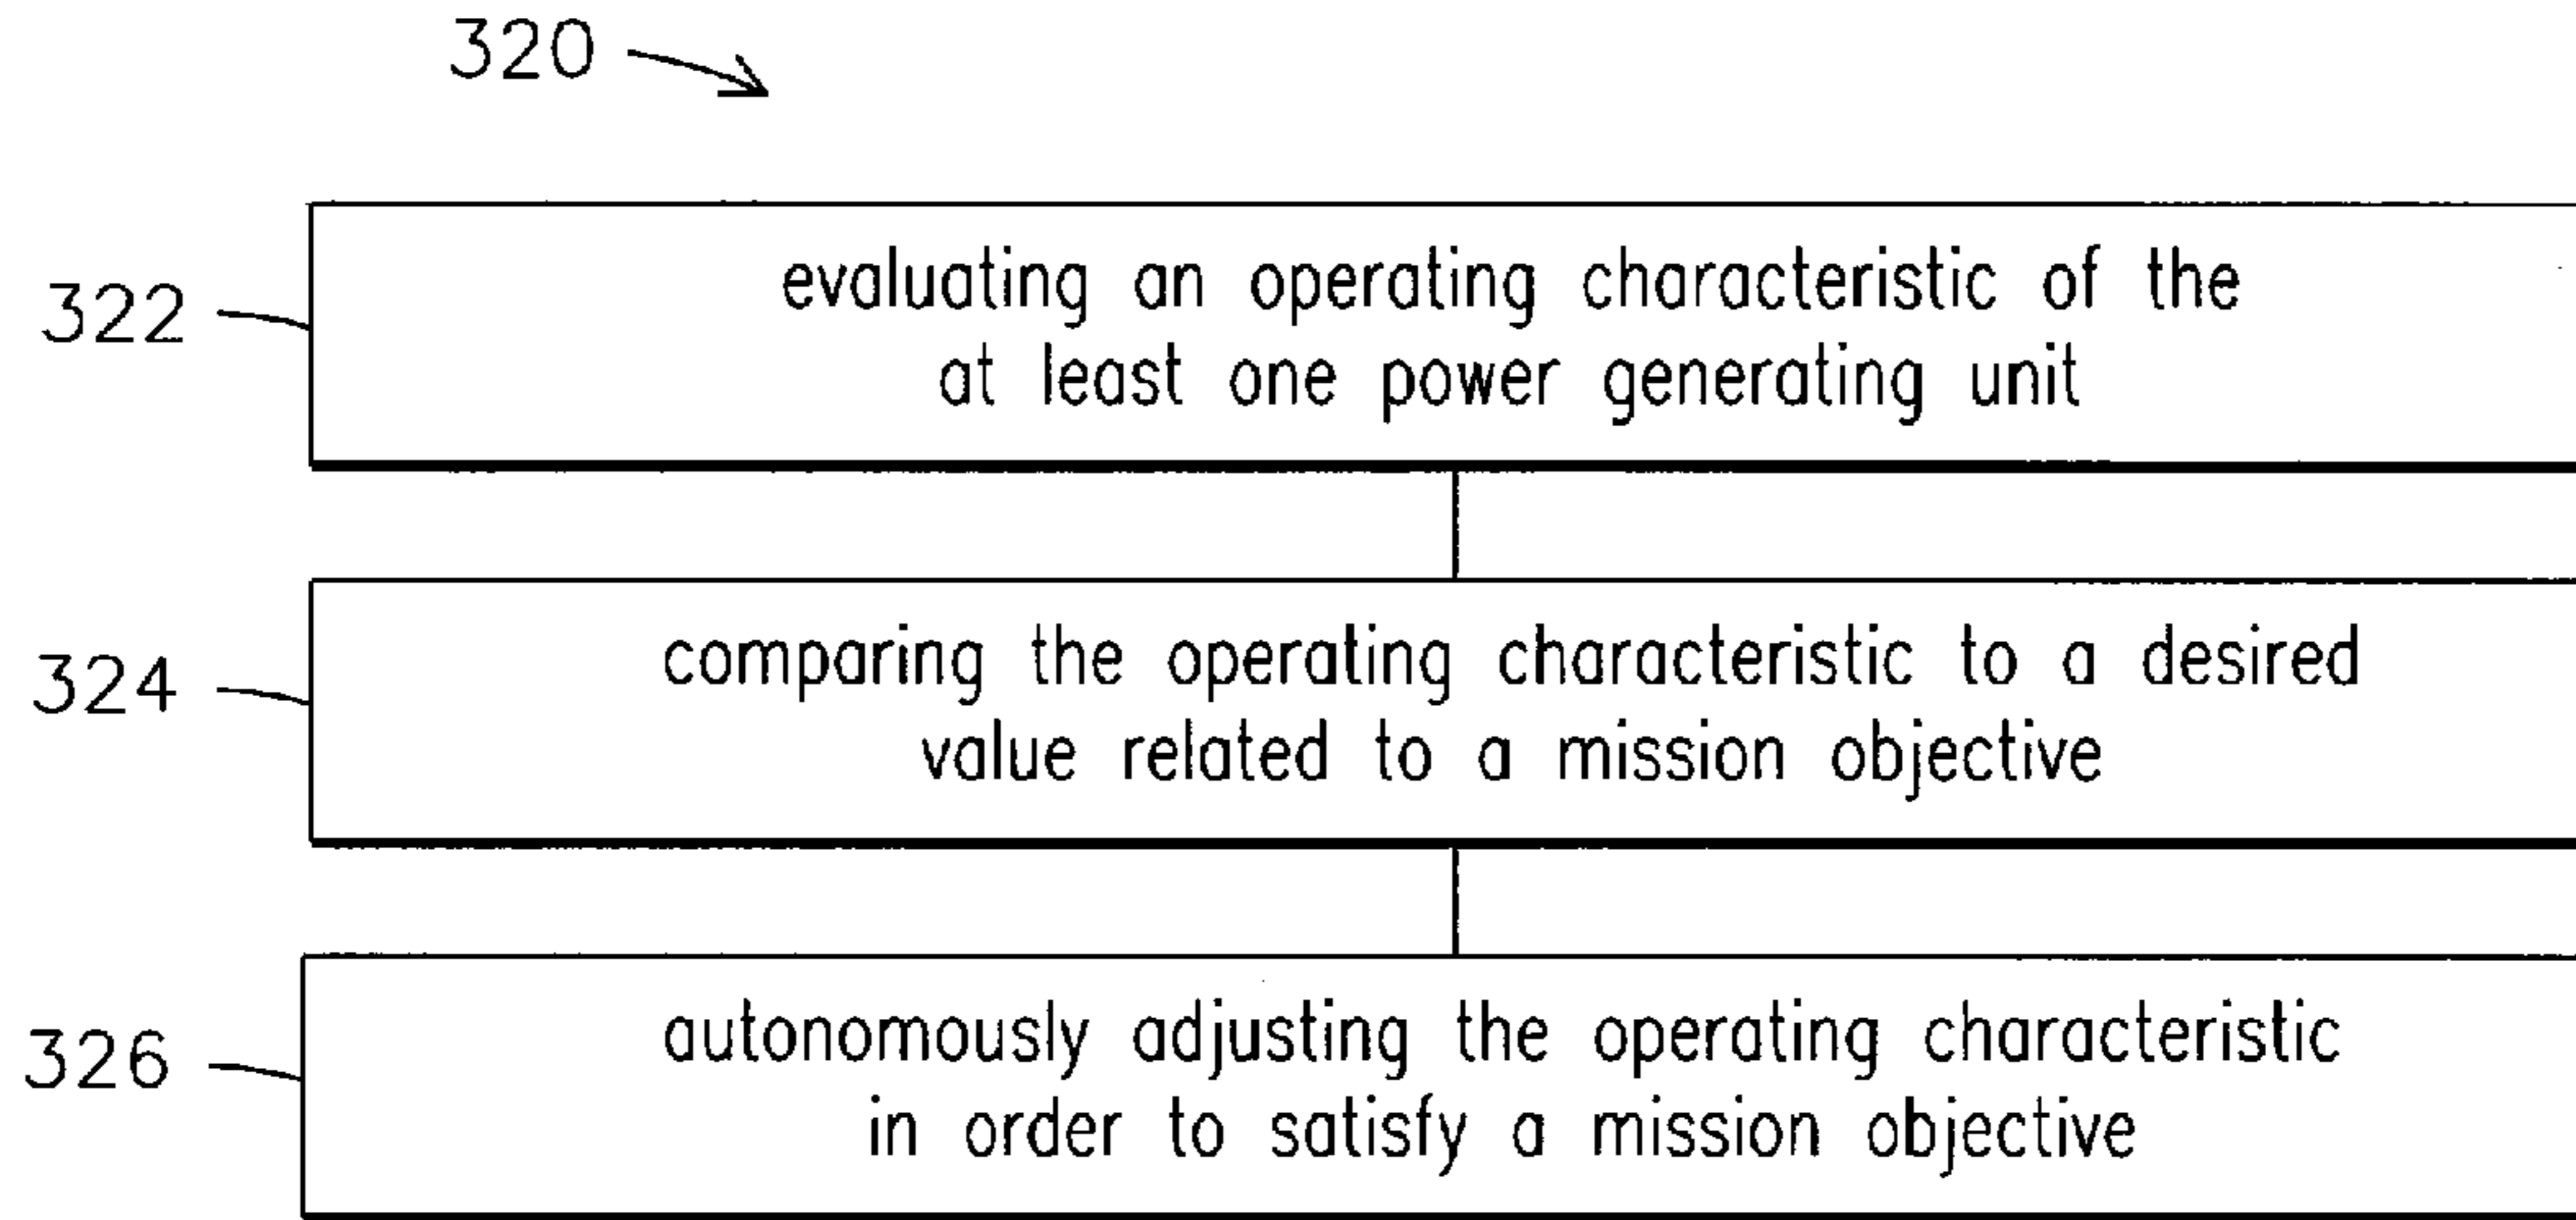 320
322
evaluating an operating characteristic of the
at least one power generating unit
324
comparing the operating characteristic to a desired
value related to a mission objective
326
autonomously adjusting the operating characteristic
in order to satisfy a mission objective